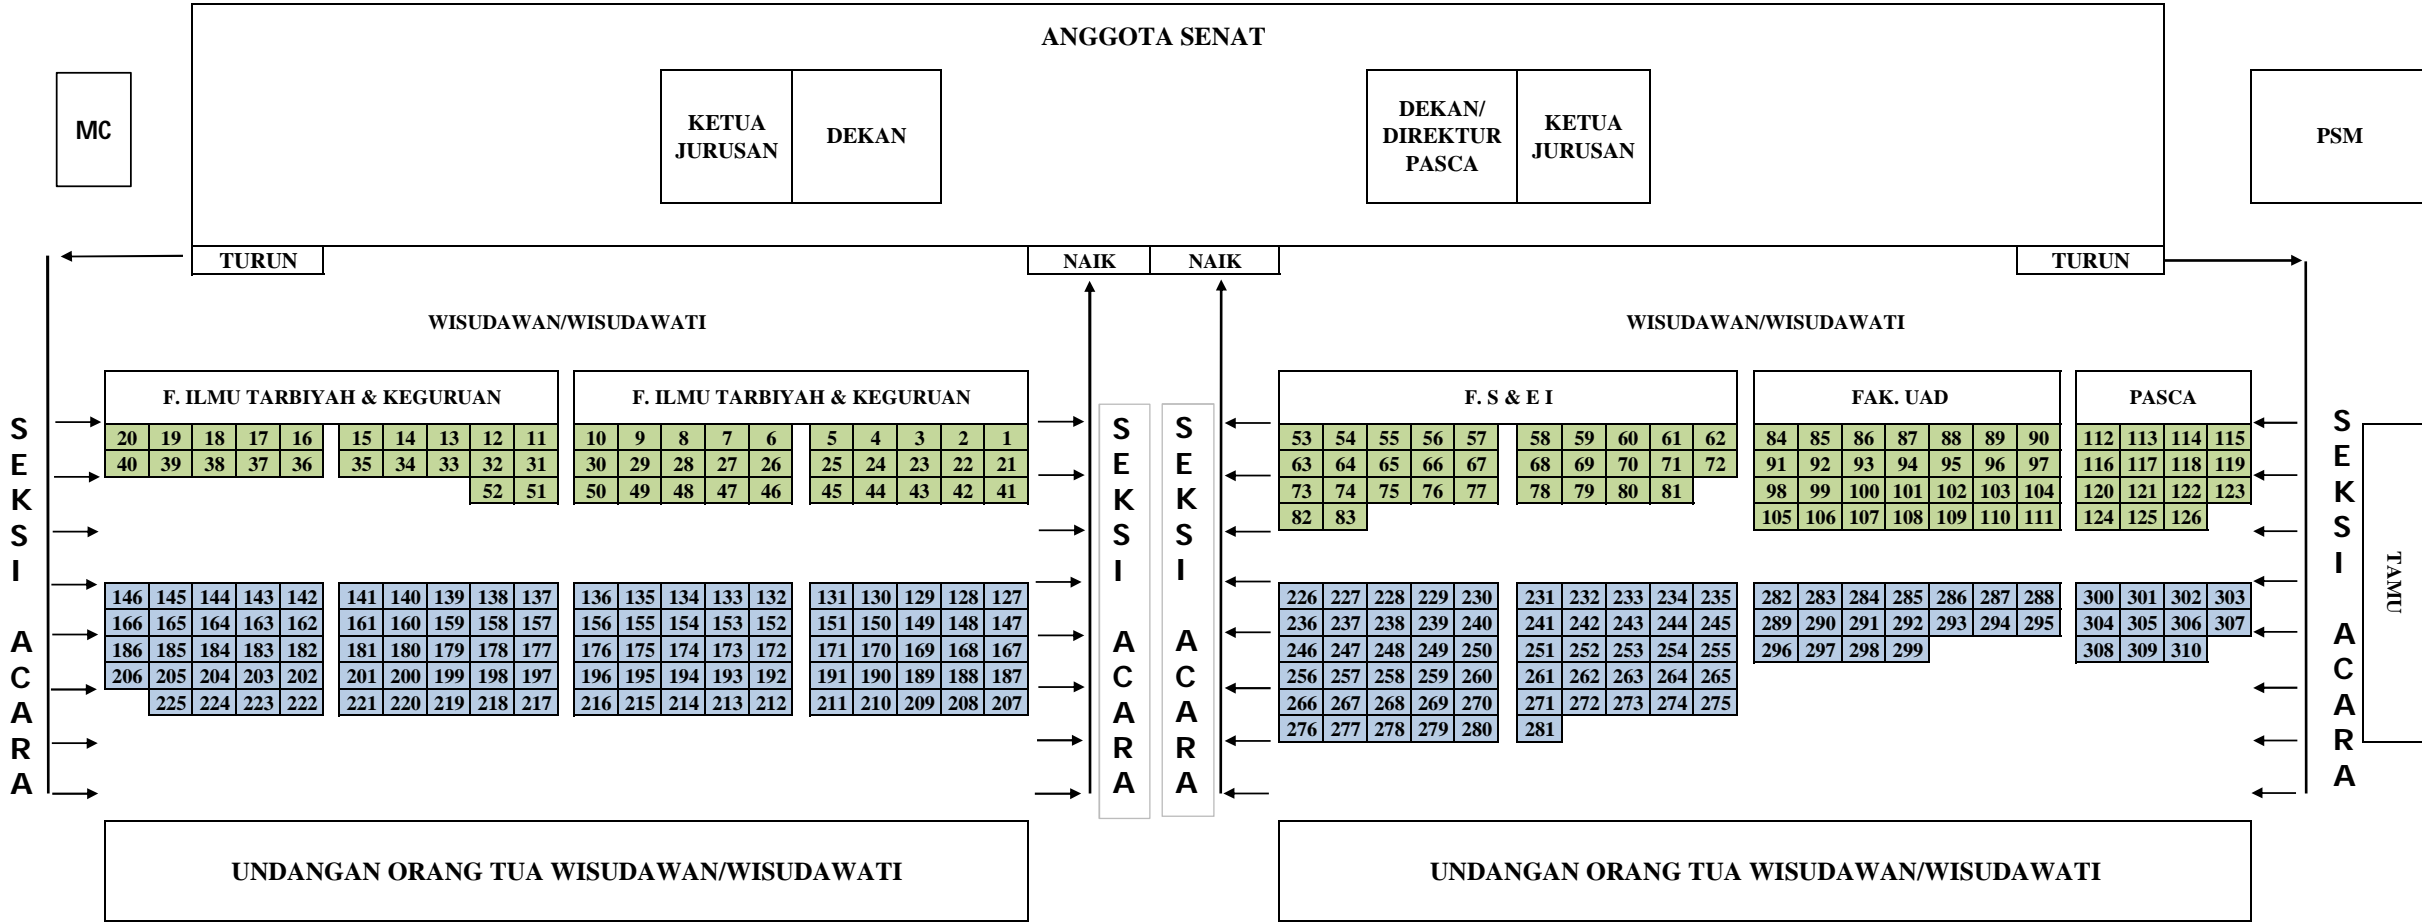 ANGGOTA SENAT
MC
KETUA
JURUSAN
DEKAN
DEKAN/
DIREKTUR
PASCA
KETUA
JURUSAN
PSM
TURUN
NAIK
NAIK
TURUN
WISUDAWAN/WISUDAWATI
WISUDAWAN/WISUDAWATI
SEKSI ACARA
F. ILMU TARBIYAH & KEGURUAN
F. ILMU TARBIYAH & KEGURUAN
SEKSI ACARA
SEKSI ACARA
F. S & E I
FAK. UAD
PASCA
SEKSI ACARA
TAMU
20 19 18 17 16 15 14 13 12 11 10 9 8 7 6 5 4 3 2 1
40 39 38 37 36 35 34 33 32 31 30 29 28 27 26 25 24 23 22 21
52 51 50 49 48 47 46 45 44 43 42 41
53 54 55 56 57 58 59 60 61 62 84 85 86 87 88 89 90 112 113 114 115
63 64 65 66 67 68 69 70 71 72 91 92 93 94 95 96 97 116 117 118 119
73 74 75 76 77 78 79 80 81 98 99 100 101 102 103 104 120 121 122 123
82 83 105 106 107 108 109 110 111 124 125 126
146 145 144 143 142 141 140 139 138 137 136 135 134 133 132 131 130 129 128 127
166 165 164 163 162 161 160 159 158 157 156 155 154 153 152 151 150 149 148 147
186 185 184 183 182 181 180 179 178 177 176 175 174 173 172 171 170 169 168 167
206 205 204 203 202 201 200 199 198 197 196 195 194 193 192 191 190 189 188 187
225 224 223 222 221 220 219 218 217 216 215 214 213 212 211 210 209 208 207
226 227 228 229 230 231 232 233 234 235 282 283 284 285 286 287 288 300 301 302 303
236 237 238 239 240 241 242 243 244 245 289 290 291 292 293 294 295 304 305 306 307
246 247 248 249 250 251 252 253 254 255 296 297 298 299 308 309 310
256 257 258 259 260 261 262 263 264 265
266 267 268 269 270 271 272 273 274 275
276 277 278 279 280 281
UNDANGAN ORANG TUA WISUDAWAN/WISUDAWATI
UNDANGAN ORANG TUA WISUDAWAN/WISUDAWATI